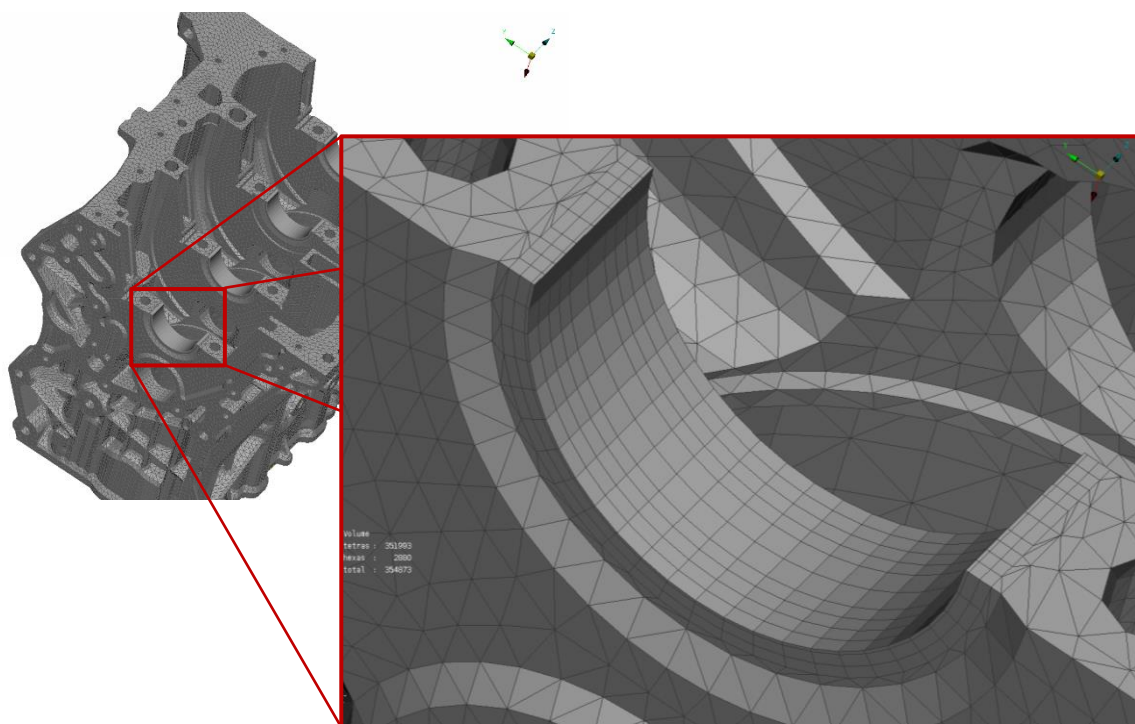 Y
Z
Volume
tetras : 351993
hexas : 2880
total : 354873